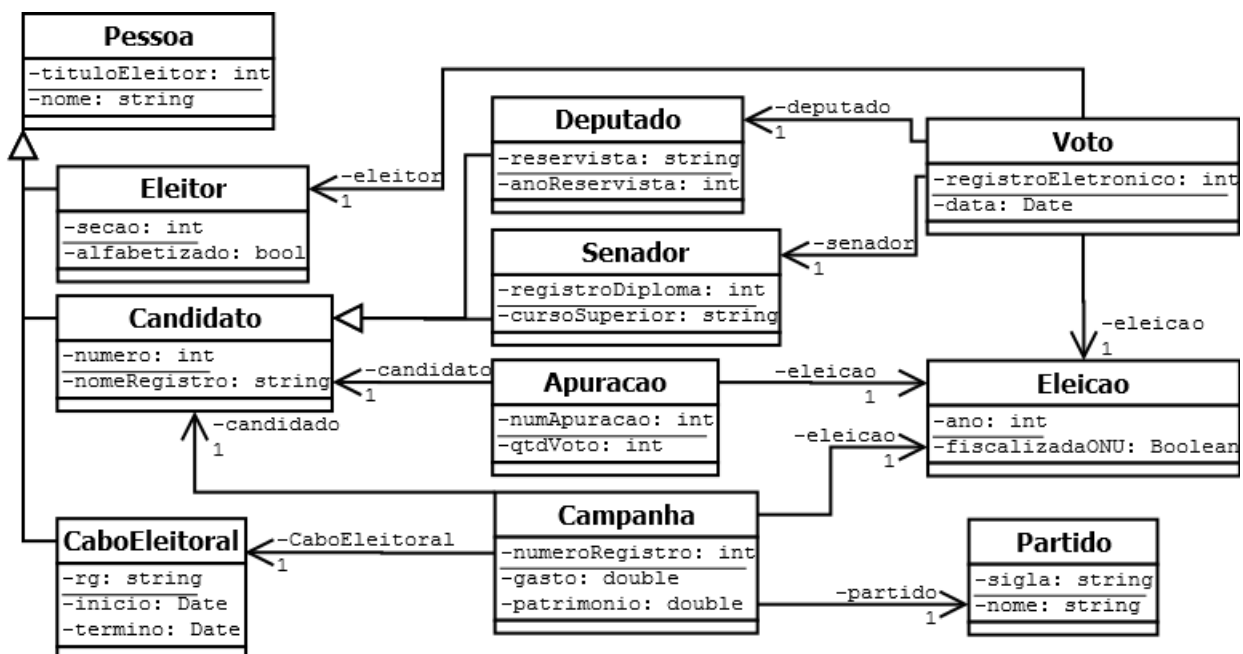 Pessoa
-tituloEleitor: int
-nome: string
Eleitor
-secao: int
-alfabetizado: bool
-eleitor
1
Deputado
-reservista: string
-anoReservista: int
-deputado
1
Voto
-registroEletronico: int
-data: Date
Senador
-registroDiploma: int
-cursoSuperior: string
-senador
1
-eleicao
1
Candidato
-numero: int
-nomeRegistro: string
-candidato
1
Apuracao
-numApuracao: int
-qtdVoto: int
-eleicao
1
Eleicao
-ano: int
-fiscalizadaONU: Boolean
-candidado
1
-eleicao
1
CaboEleitoral
-rg: string
-inicio: Date
-termino: Date
-CaboEleitoral
1
Campanha
-numeroRegistro: int
-gasto: double
-patrimonio: double
-partido
1
Partido
-sigla: string
-nome: string